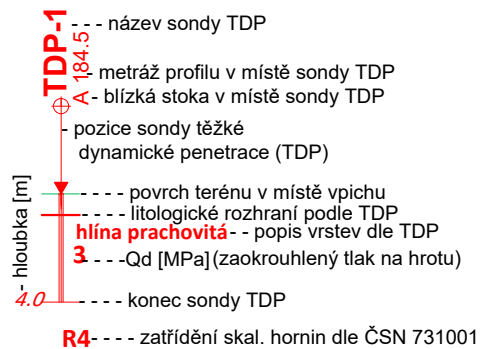 TDP-1 - - - název sondy TDP
184.5 - metráž profilu v místě sondy TDP
A - blízká stoka v místě sondy TDP
- pozice sondy těžké
dynamické penetrace (TDP)
- hloubka [m]
- - - - povrch terénu v místě vpichu
- - - - litologické rozhraní podle TDP
hlína prachovitá - - popis vrstev dle TDP
3 - - - -Qd [MPa] (zaokrouhlený tlak na hrotu)
4.0 - - - - konec sondy TDP
R4 - - - - zatřídění skal. hornin dle ČSN 731001